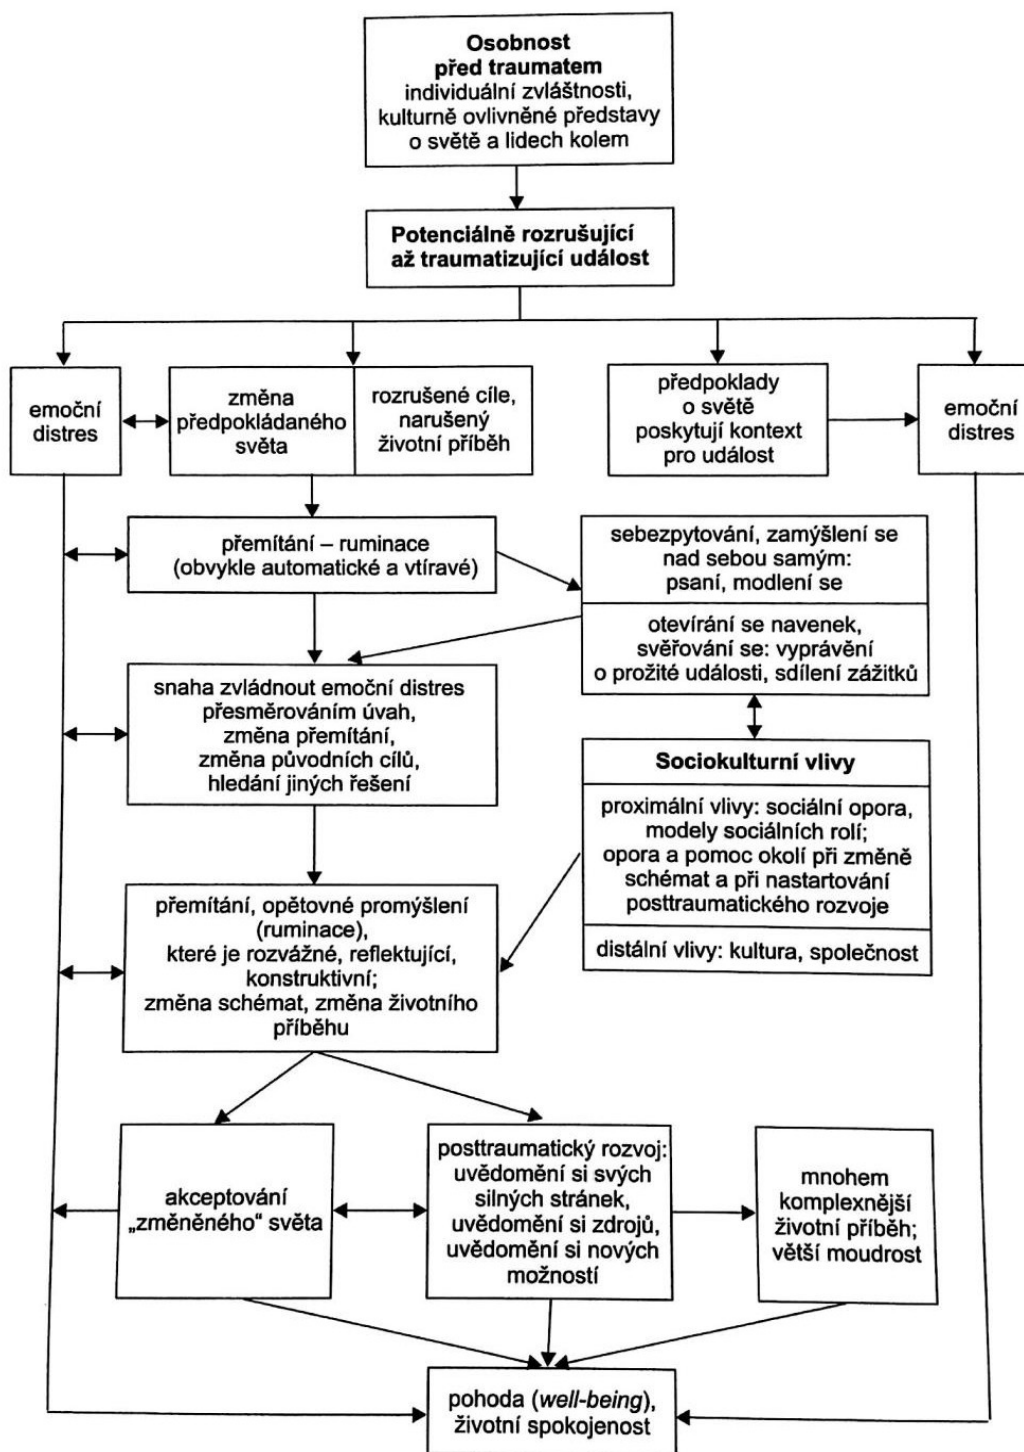 Osobnost
před traumatem
individuální zvláštnosti,
kulturně ovlivněné představy
o světě a lidech kolem
Potenciálně rozrušující
až traumatizující událost
emoční
distres
změna
předpokládaného
světa
rozrušené cíle,
narušený
životní příběh
předpoklady
o světě
poskytují kontext
pro událost
emoční
distres
přemítání – ruminace
(obvykle automatické a vtíravé)
sebezpytování, zamýšlení se
nad sebou samým:
psaní, modlení se
otevírání se navenek,
svěřování se: vyprávění
o prožité události, sdílení zážitků
snaha zvládnout emoční distres
přesměrováním úvah,
změna přemítání,
změna původních cílů,
hledání jiných řešení
Sociokulturní vlivy
proximální vlivy: sociální opora,
modely sociálních rolí;
opora a pomoc okolí při změně
schémat a při nastartování
posttraumatického rozvoje
distální vlivy: kultura, společnost
přemítání, opětovné promýšlení
(ruminace),
které je rozvážné, reflektující,
konstruktivní;
změna schémat, změna životního
příběhu
akceptování
„změněného“ světa
posttraumatický rozvoj:
uvědomění si svých
silných stránek,
uvědomění si zdrojů,
uvědomění si nových
možností
mnohem
komplexnější
životní příběh;
větší moudrost
pohoda (well-being),
životní spokojenost